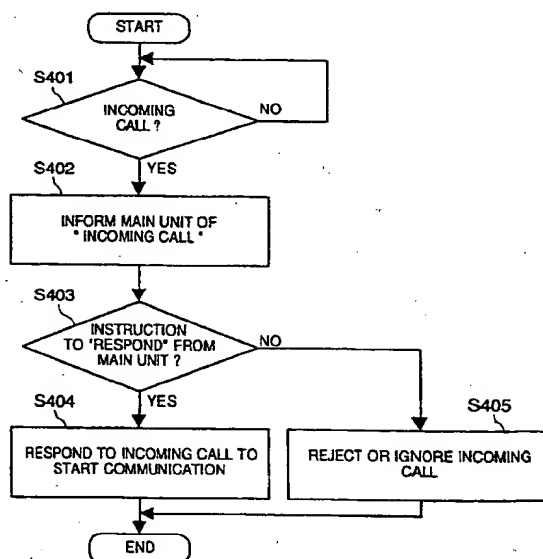 START
S401
INCOMING
CALL ?
NO
YES
S402
INFORM MAIN UNIT OF
" INCOMING CALL "
S403
INSTRUCTION
TO "RESPOND" FROM
MAIN UNIT ?
NO
YES
S404
RESPOND TO INCOMING CALL TO
START COMMUNICATION
S405
REJECT OR IGNORE INCOMING
CALL
END